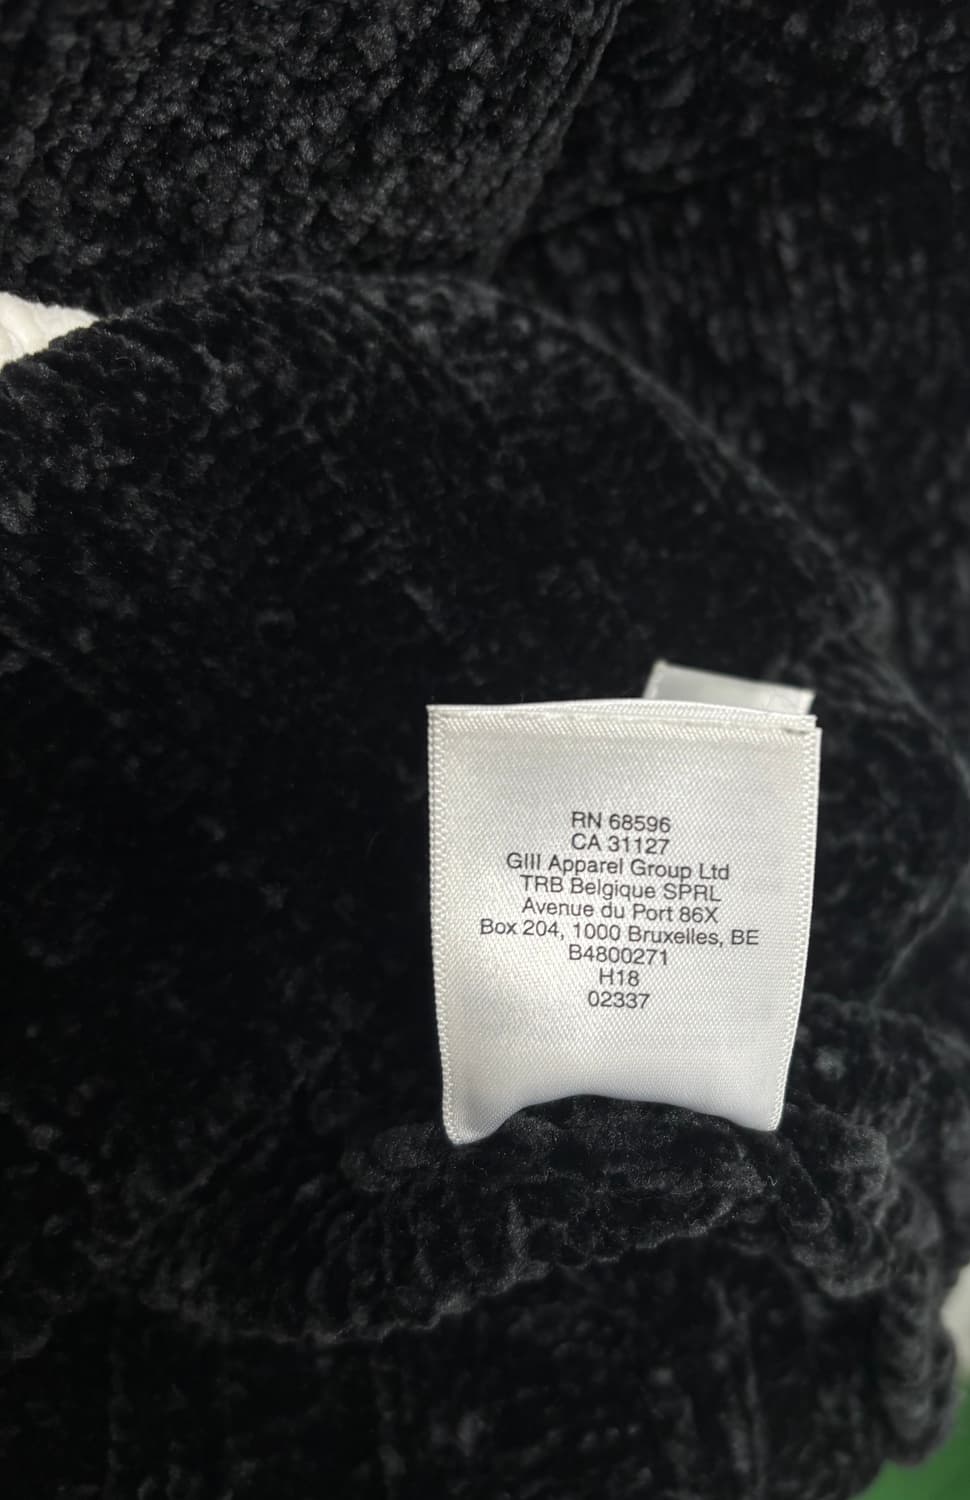 RN 68596
CA 31127
GIII Apparel Group Ltd
TRB Belgique SPRL
Avenue du Port 86X
Box 204, 1000 Bruxelles, BE
B4800271
H18
02337